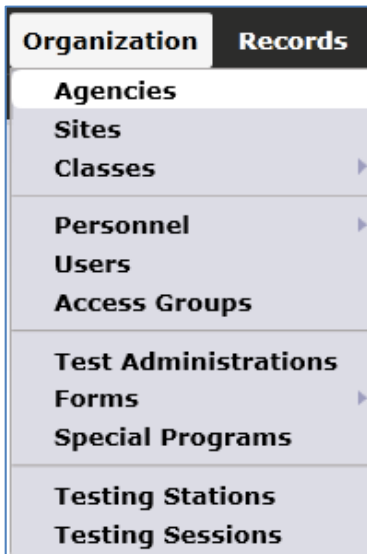 Organization Records
Agencies
Sites
Classes
Personnel
Users
Access Groups
Test Administrations
Forms
Special Programs
Testing Stations
Testing Sessions